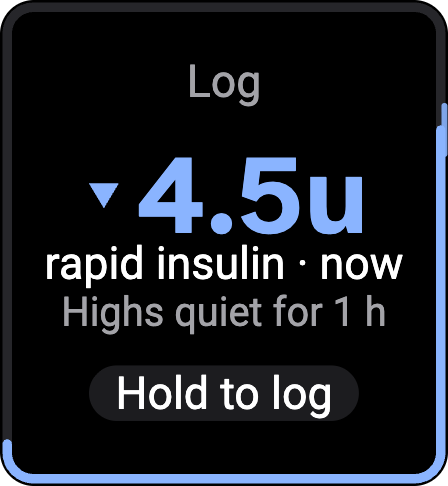 Log
4.5u
rapid insulin · now
Highs quiet for 1 h
Hold to log